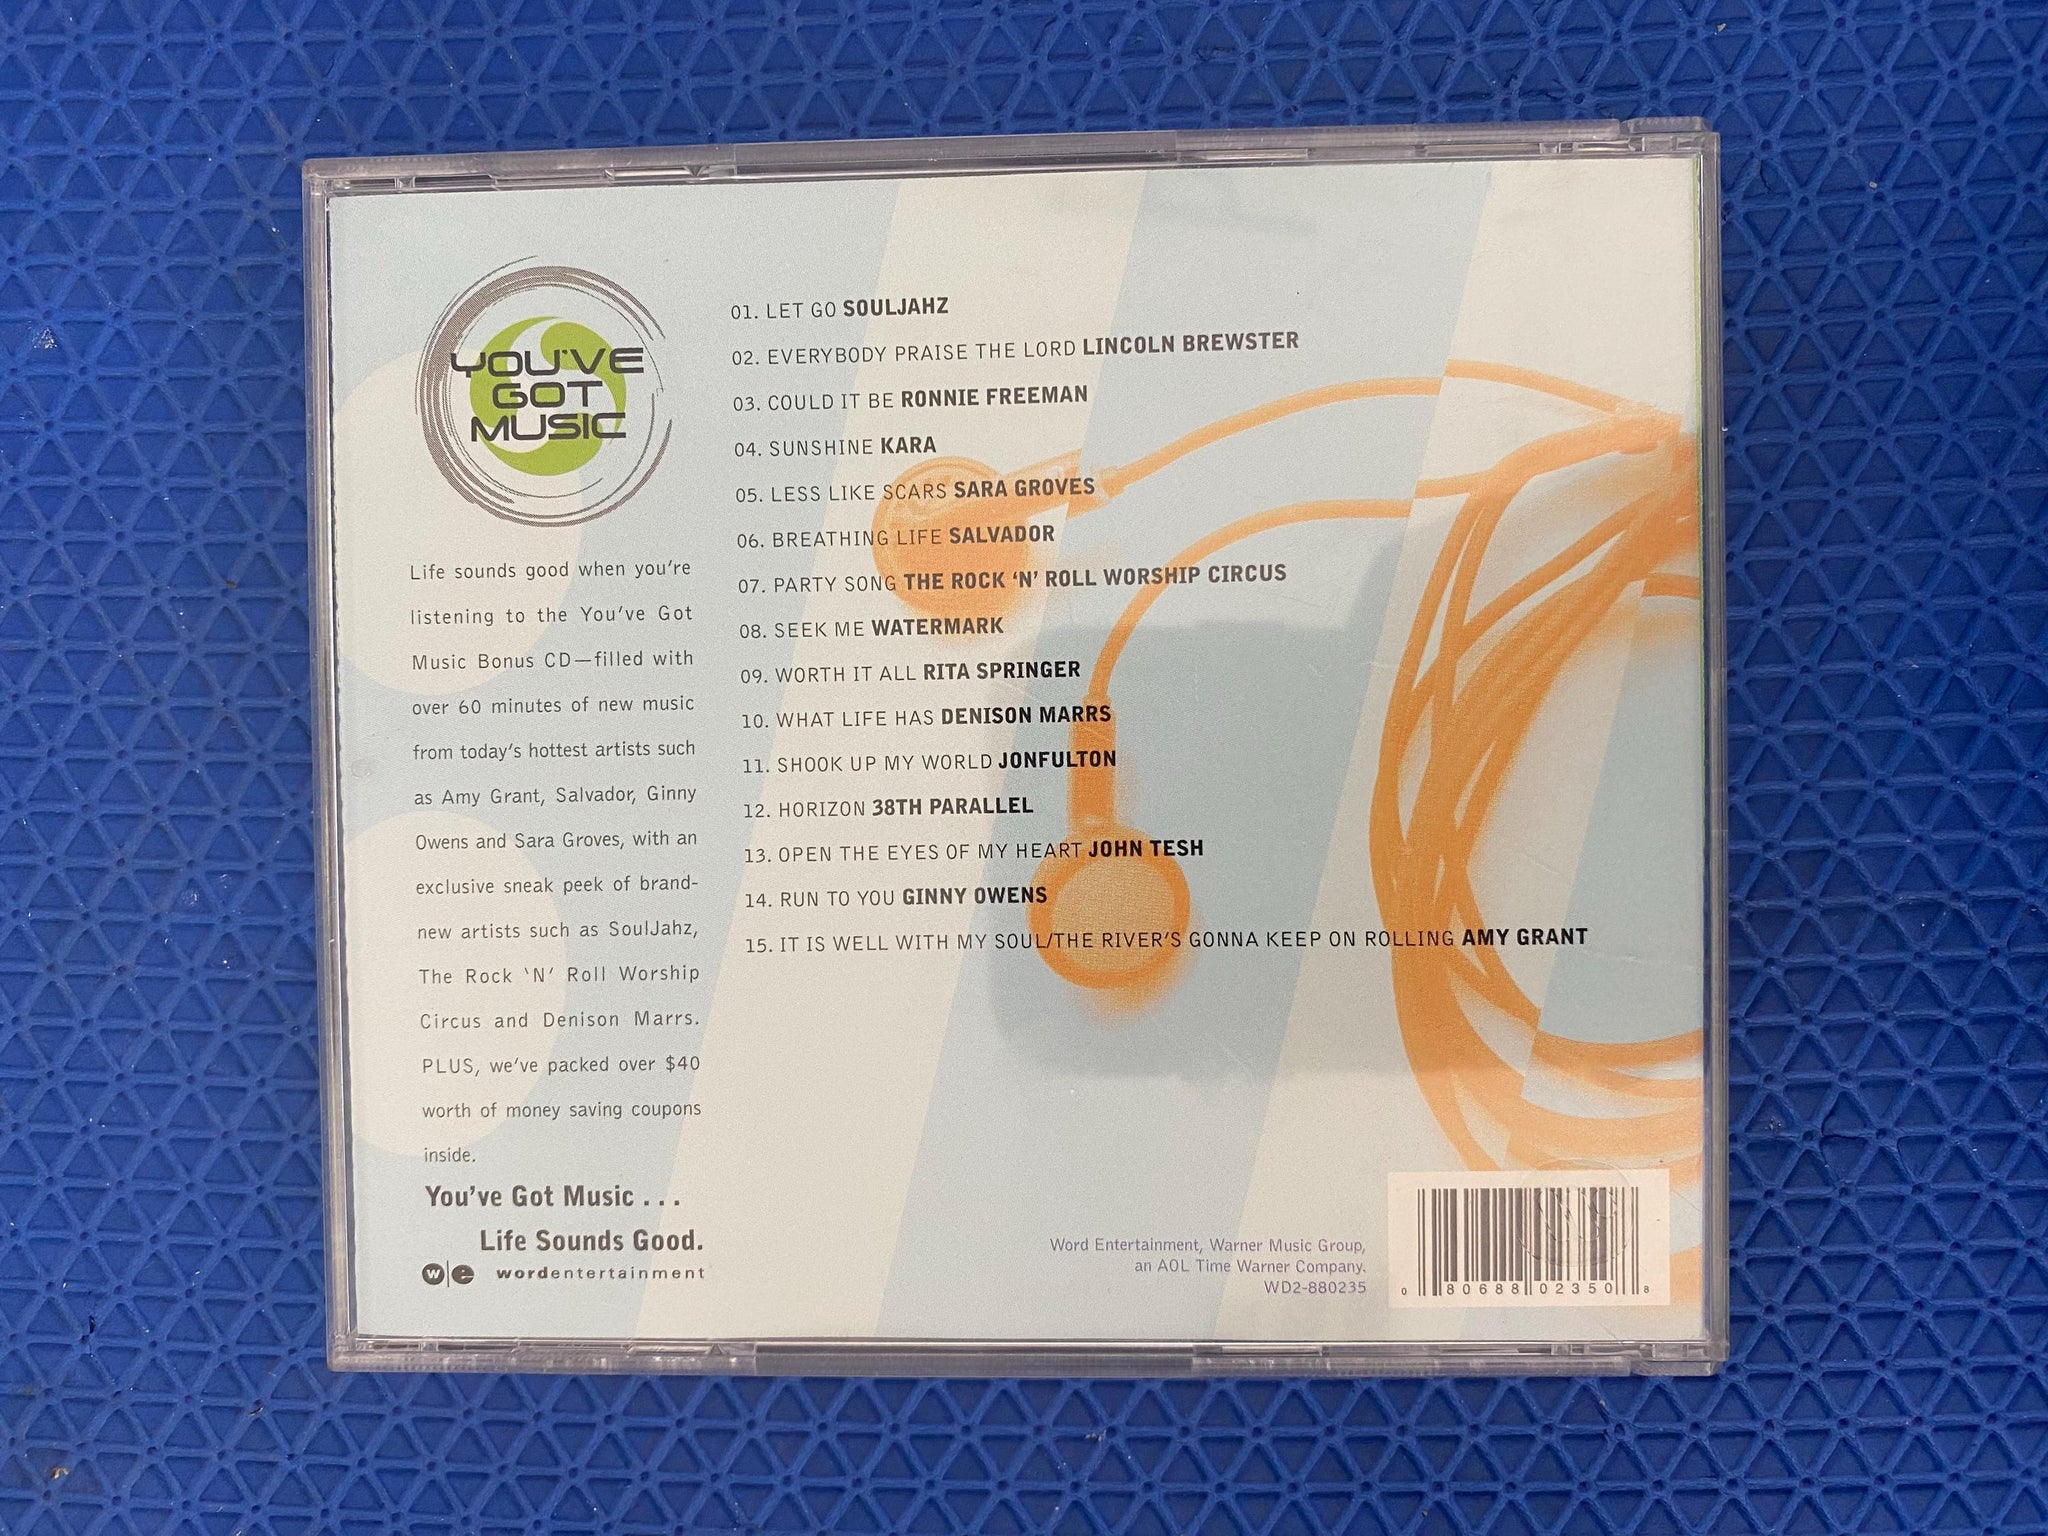 YOU'VE
GOT
MUSIC
Life sounds good when you're
listening to the You've Got
Music Bonus CD—filled with
over 60 minutes of new music
from today's hottest artists such
as Amy Grant, Salvador, Ginny
Owens and Sara Groves, with an
exclusive sneak peek of brand-
new artists such as SoulJahz,
The Rock 'N' Roll Worship
Circus and Denison Marrs.
PLUS, we've packed over $40
worth of money saving coupons
inside.
You've Got Music . . .
Life Sounds Good.
w|e wordentertainment
01. LET GO SOULJAHZ
02. EVERYBODY PRAISE THE LORD LINCOLN BREWSTER
03. COULD IT BE RONNIE FREEMAN
04. SUNSHINE KARA
05. LESS LIKE SCARS SARA GROVES
06. BREATHING LIFE SALVADOR
07. PARTY SONG THE ROCK 'N' ROLL WORSHIP CIRCUS
08. SEEK ME WATERMARK
09. WORTH IT ALL RITA SPRINGER
10. WHAT LIFE HAS DENISON MARRS
11. SHOOK UP MY WORLD JONFULTON
12. HORIZON 38TH PARALLEL
13. OPEN THE EYES OF MY HEART JOHN TESH
14. RUN TO YOU GINNY OWENS
15. IT IS WELL WITH MY SOUL/THE RIVER'S GONNA KEEP ON ROLLING AMY GRANT
Word Entertainment, Warner Music Group,
an AOL Time Warner Company.
WD2-880235
0 80688 02350 8